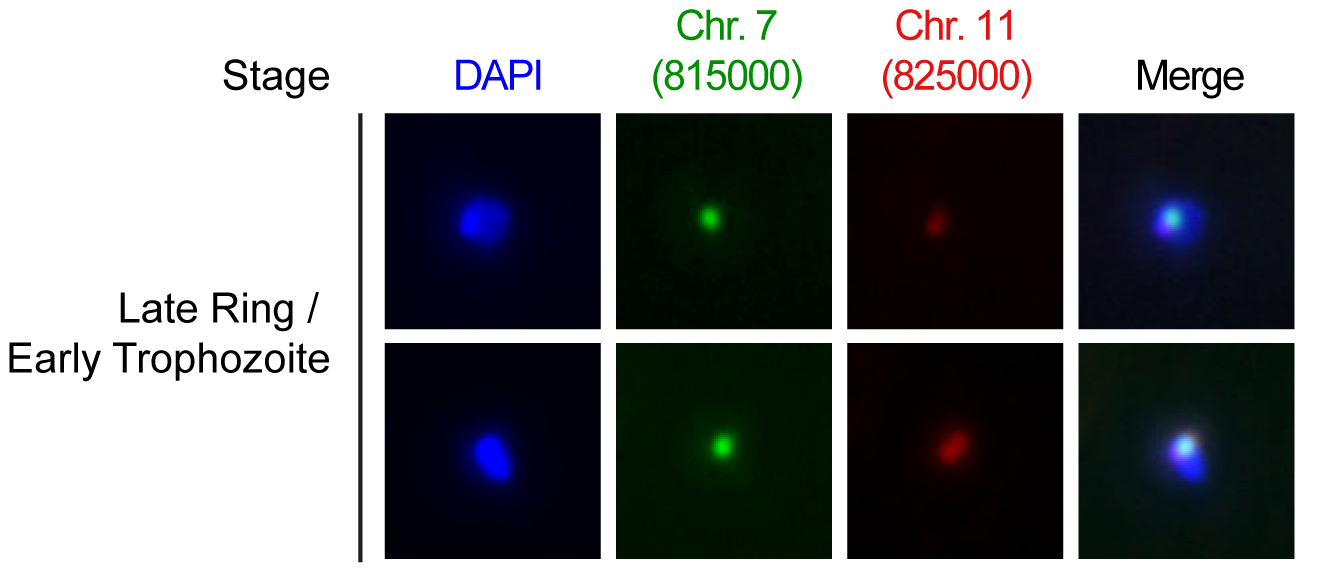 Stage
DAPI
Chr. 7
(815000)
Chr. 11
(825000)
Merge
Late Ring /
Early Trophozoite